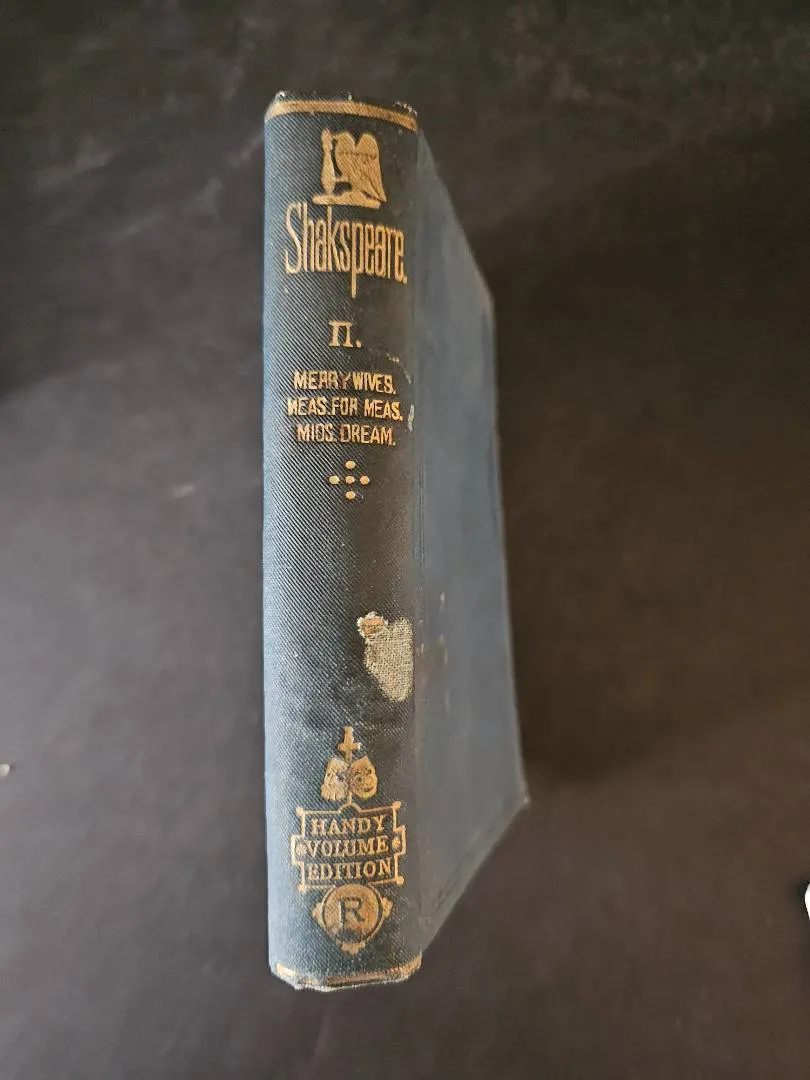 Shakspeare.
II.
MERRY WIVES.
MEAS. FOR MEAS.
MIDS. DREAM.
HANDY
VOLUME
EDITION
R